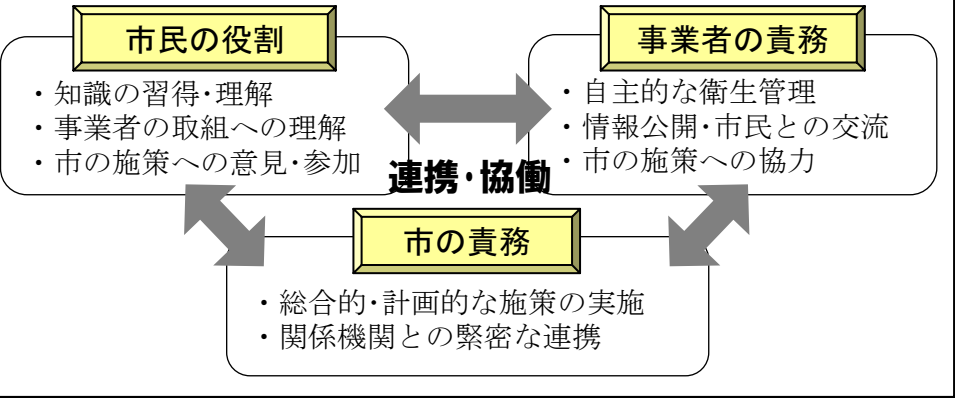 市民の役割
・知識の習得･理解
・事業者の取組への理解
・市の施策への意見･参加
事業者の責務
・自主的な衛生管理
・情報公開･市民との交流
・市の施策への協力
連携･協働
市の責務
・総合的･計画的な施策の実施
・関係機関との緊密な連携